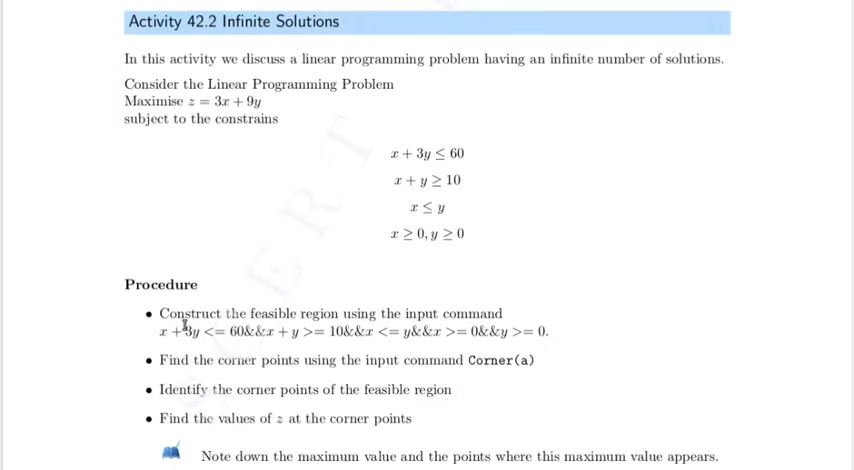 Activity 42.2 Infinite Solutions
In this activity we discuss a linear programming problem having an infinite number of solutions.
Consider the Linear Programming Problem
Maximise z = 3x + 9y
subject to the constrains
x + 3y ≤ 60
x + y ≥ 10
x ≤ y
x ≥ 0, y ≥ 0
Procedure
• Construct the feasible region using the input command
x + 3y <= 60&&x + y >= 10&&x <= y&&x >= 0&&y >= 0.
• Find the corner points using the input command Corner(a)
• Identify the corner points of the feasible region
• Find the values of z at the corner points
Note down the maximum value and the points where this maximum value appears.
SCERT